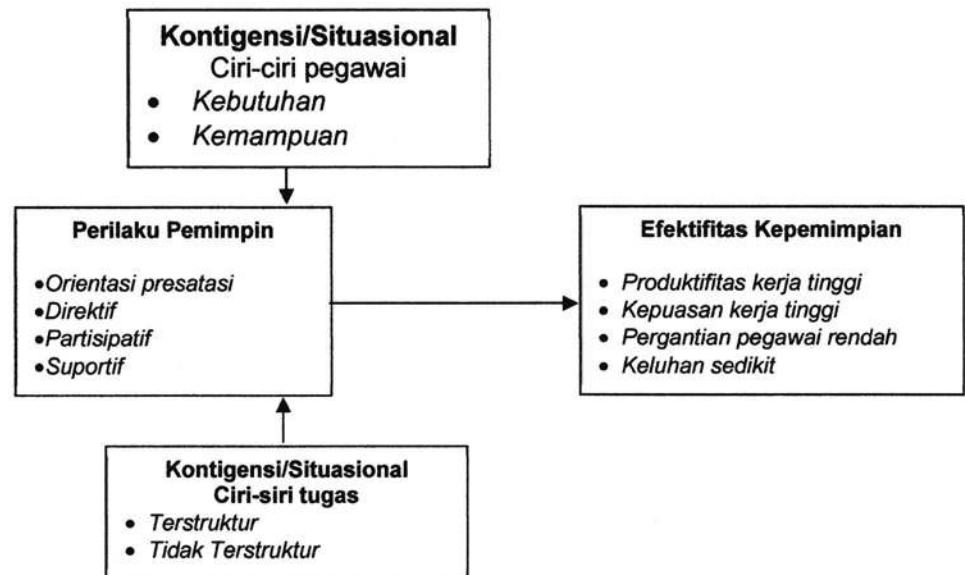 Kontigensi/Situasional
Ciri-ciri pegawai
• Kebutuhan
• Kemampuan
Perilaku Pemimpin
•Orientasi presatasi
•Direktif
•Partisipatif
•Suportif
Efektifitas Kepemimpian
• Produktifitas kerja tinggi
• Kepuasan kerja tinggi
• Pergantian pegawai rendah
• Keluhan sedikit
Kontigensi/Situasional
Ciri-siri tugas
• Terstruktur
• Tidak Terstruktur